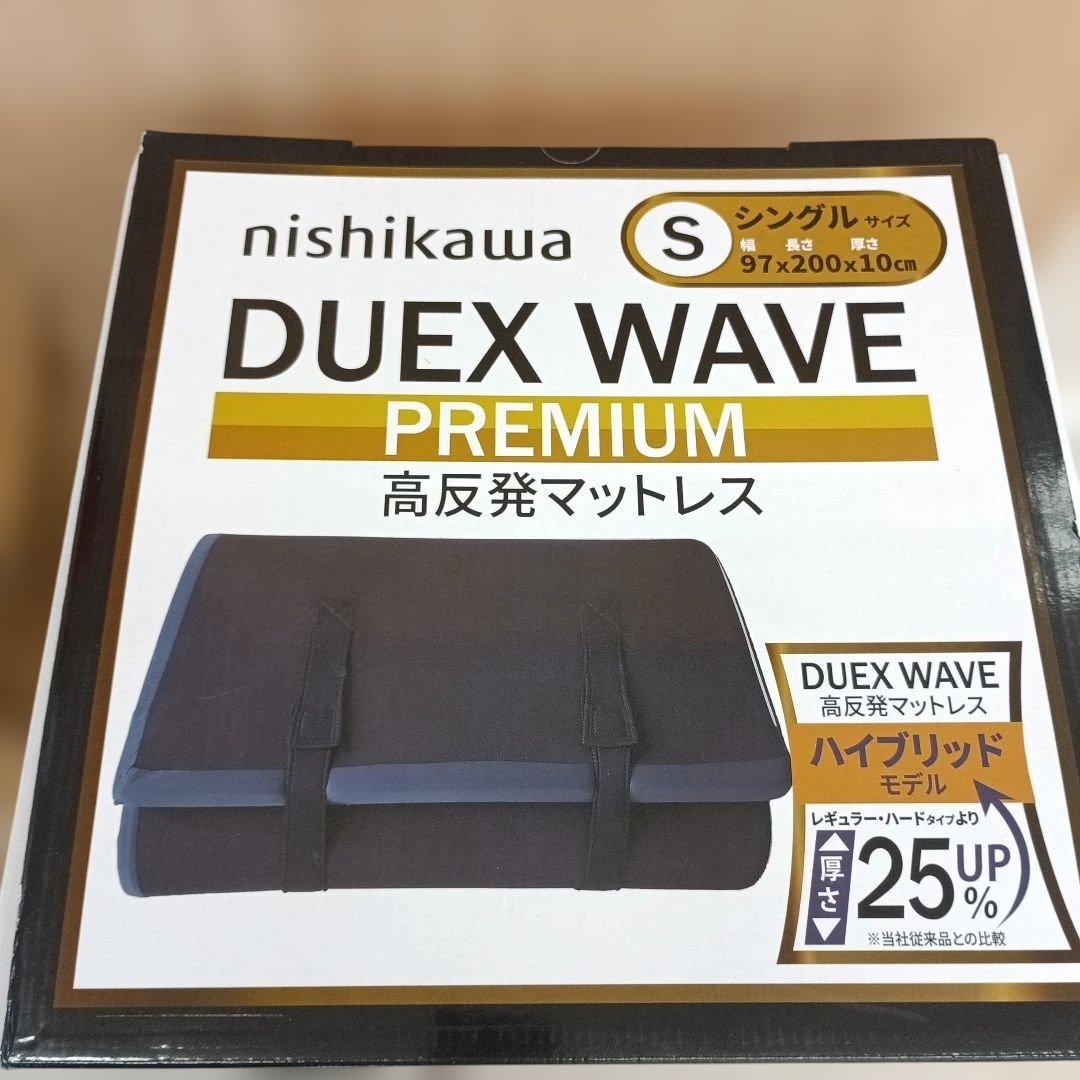 nishikawa
S
シングルサイズ
幅 長さ 厚さ
97x200x10cm
DUEX WAVE
PREMIUM
高反発マットレス
DUEX WAVE
高反発マットレス
ハイブリッド
モデル
レギュラー・ハードタイプより
厚さ
25%UP
※当社従来品との比較